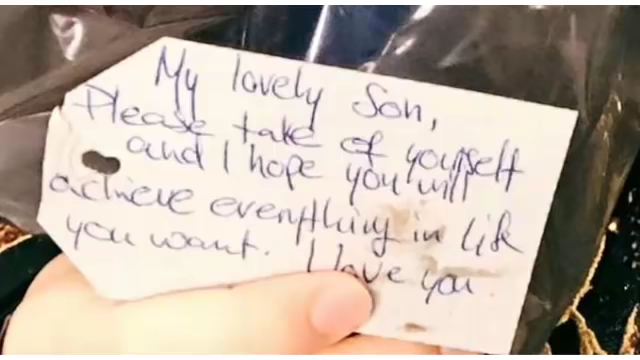 My lovely Son,
Please take of yourself
and I hope you will
achieve everything in life
you want. I love you